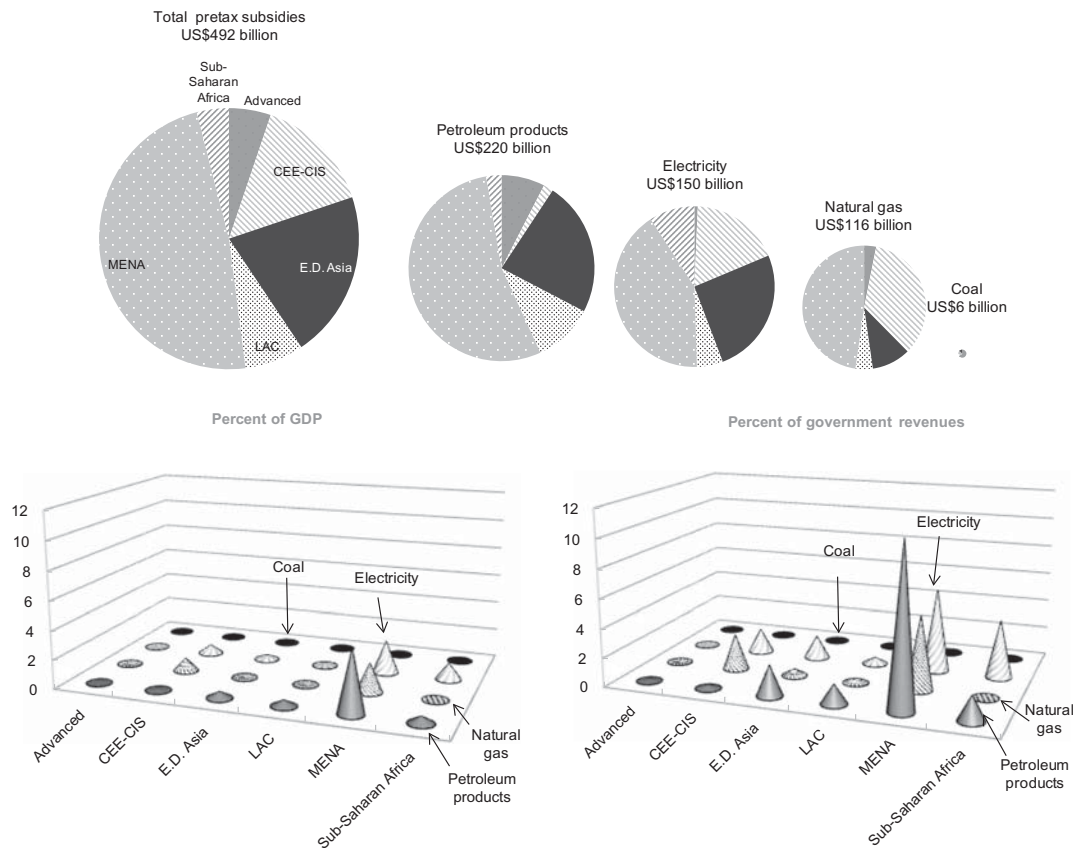 Total pretax subsidies
US$492 billion
Sub-
Saharan
Africa
Advanced
CEE-CIS
MENA
E.D. Asia
LAC
Petroleum products
US$220 billion
Electricity
US$150 billion
Natural gas
US$116 billion
Coal
US$6 billion
Percent of GDP
12
10
8
6
4
2
0
Coal
Electricity
Advanced
CEE-CIS
E.D. Asia
LAC
MENA
Sub-Saharan Africa
Natural
gas
Petroleum
products
Percent of government revenues
12
10
8
6
4
2
0
Coal
Electricity
Advanced
CEE-CIS
E.D. Asia
LAC
MENA
Sub-Saharan Africa
Natural
gas
Petroleum
products